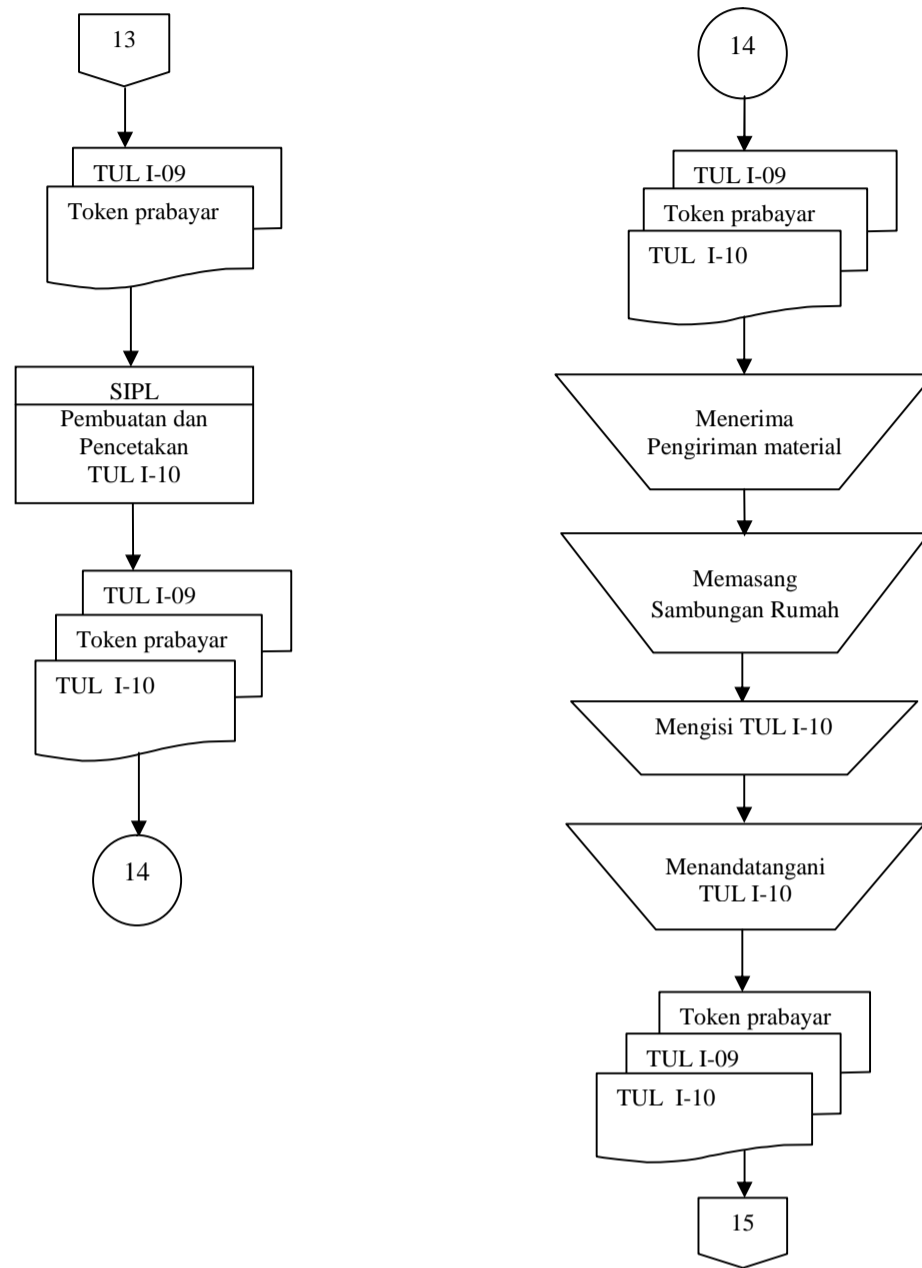 13
TUL I-09
Token prabayar
SIPL
Pembuatan dan
Pencetakan
TUL I-10
TUL I-09
Token prabayar
TUL I-10
14
14
TUL I-09
Token prabayar
TUL I-10
Menerima
Pengiriman material
Memasang
Sambungan Rumah
Mengisi TUL I-10
Menandatangani
TUL I-10
Token prabayar
TUL I-09
TUL I-10
15